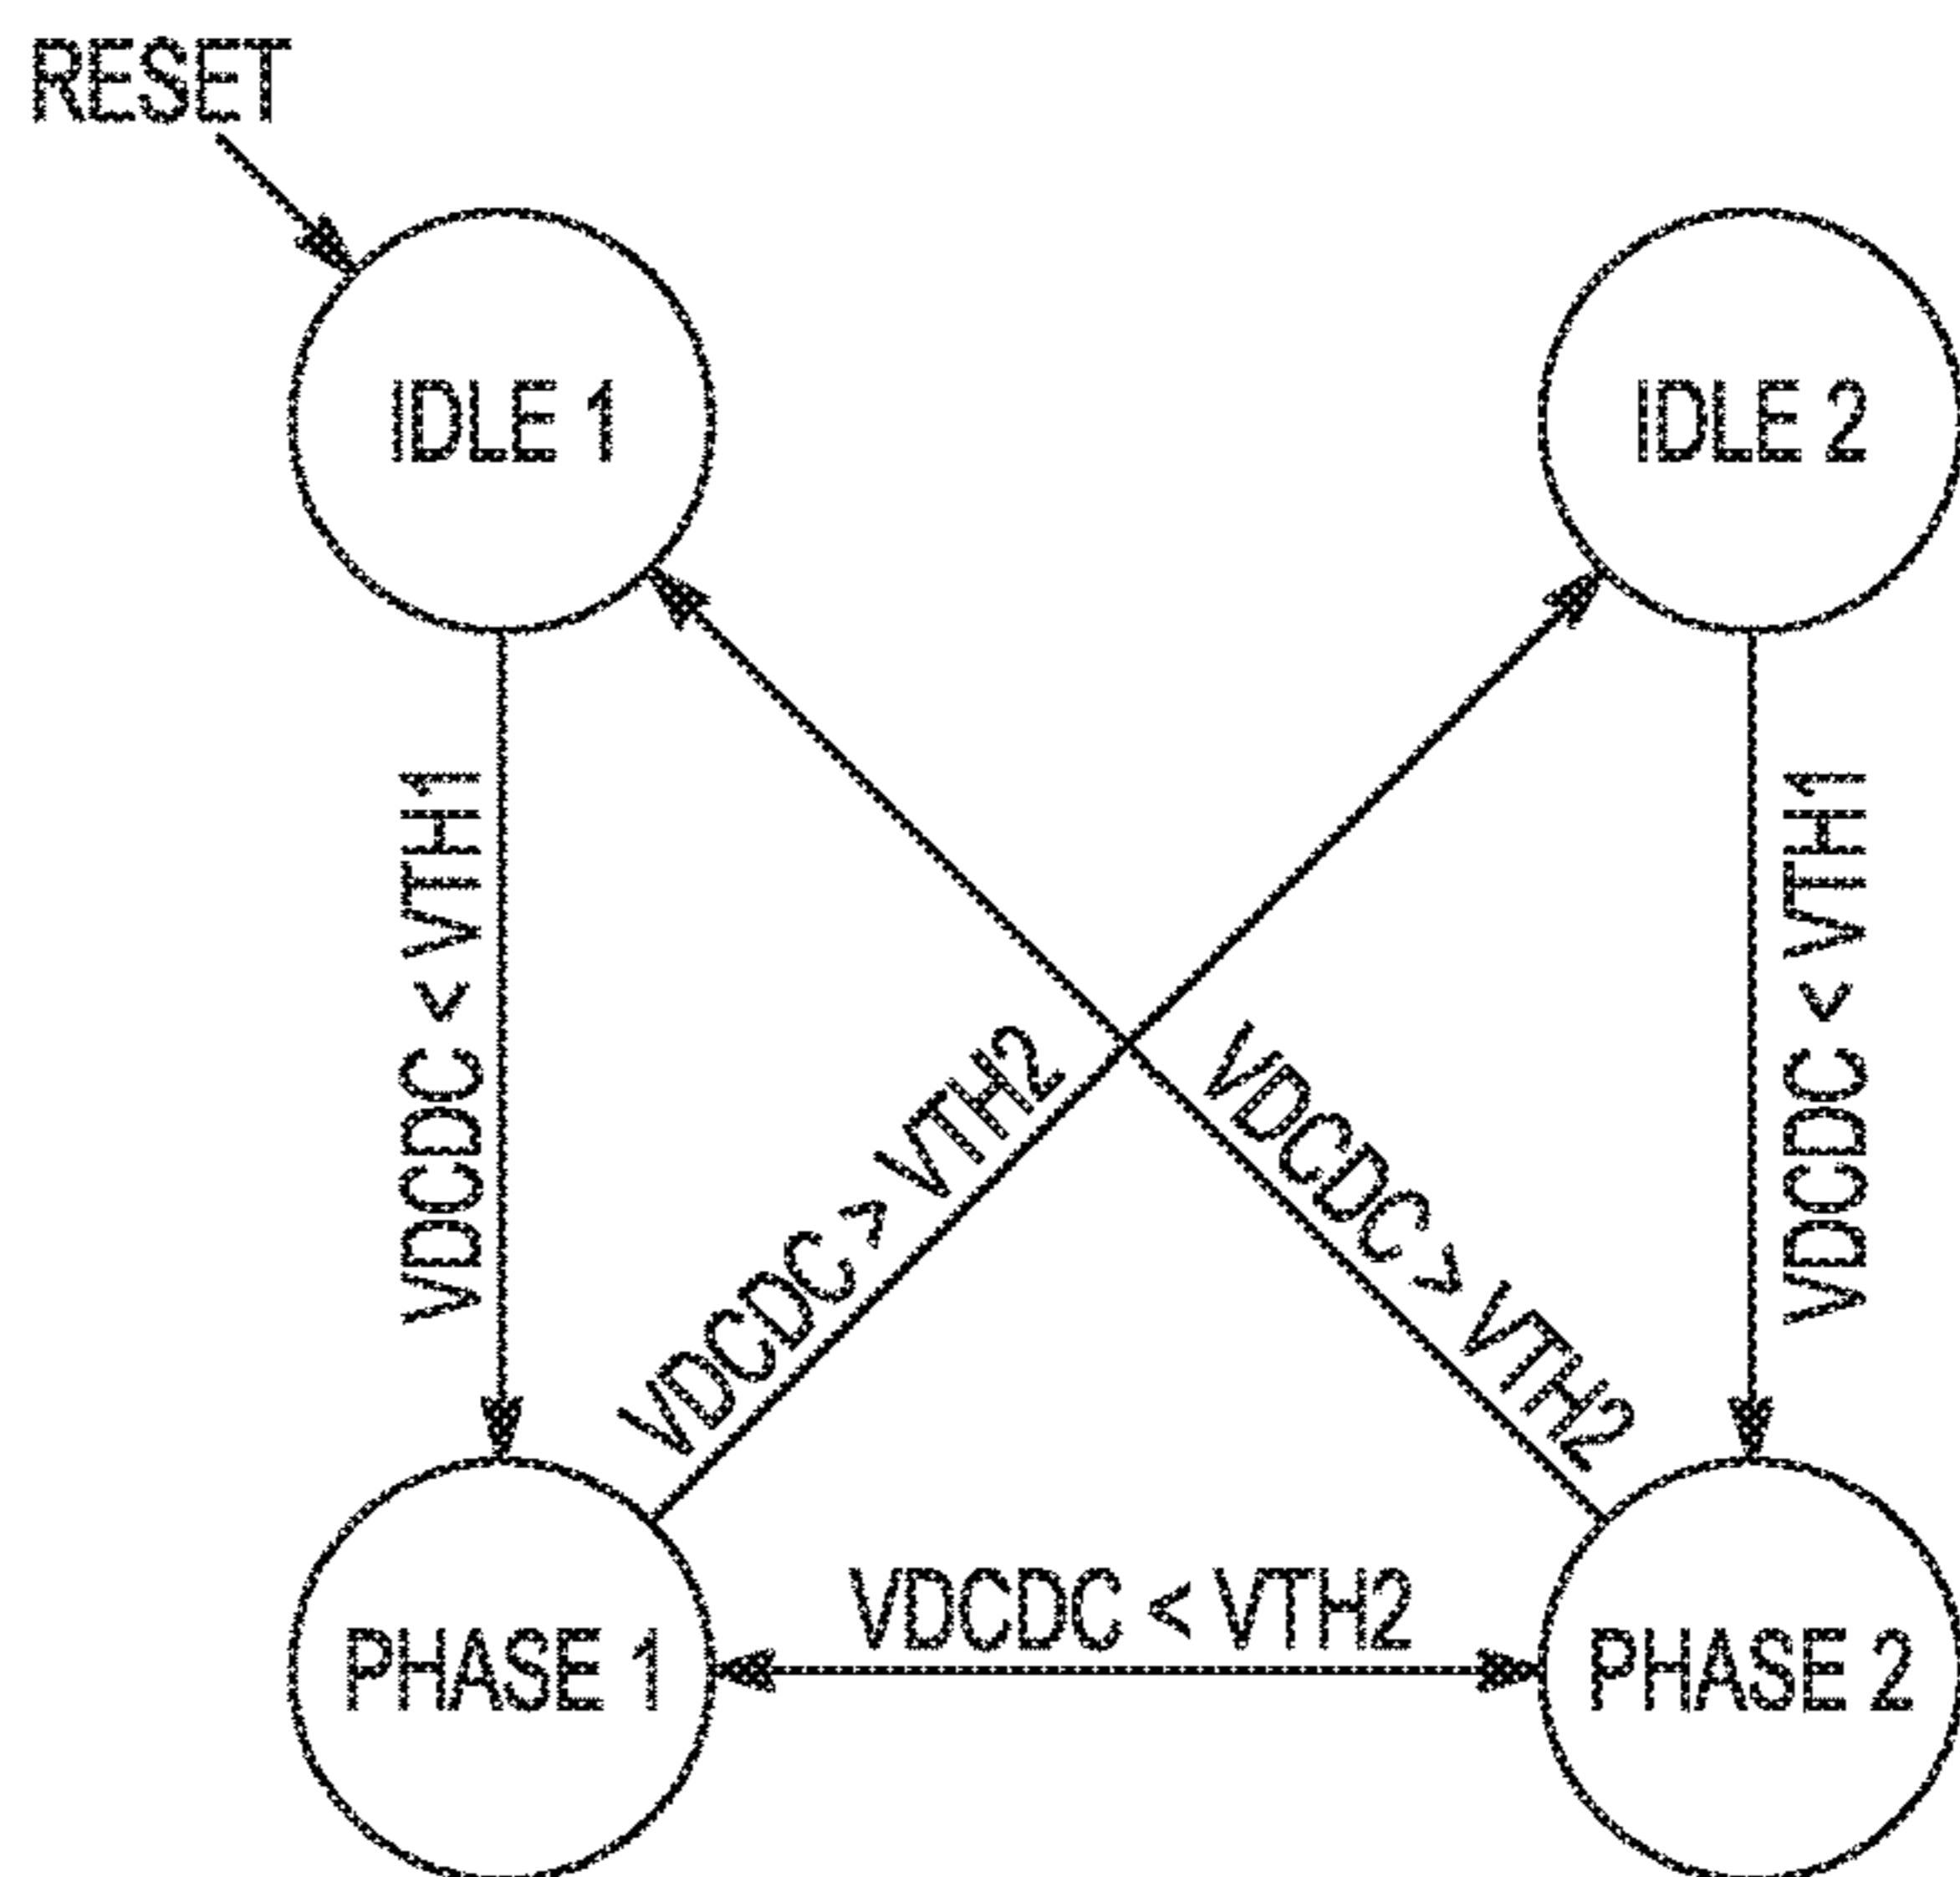 RESET
IDLE 1
IDLE 2
VDCDC < VTH1
VDCDC > VTH2
VDCDC > VTH2
VDCDC < VTH1
VDCDC < VTH2
PHASE 1
PHASE 2